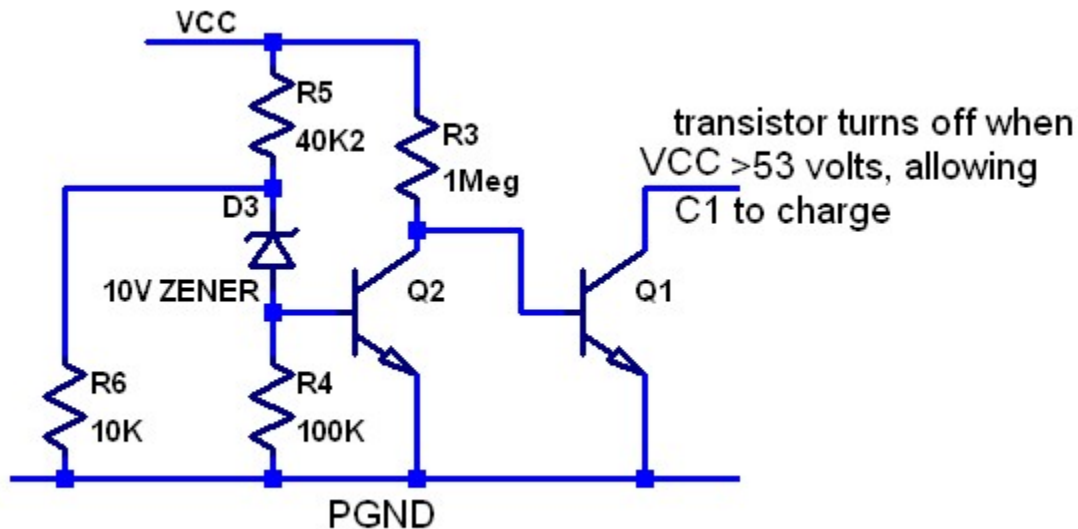 VCC
R5
40K2
R3
1Meg
transistor turns off when
VCC >53 volts, allowing
C1 to charge
D3
10V ZENER
Q2
Q1
R6
10K
R4
100K
PGND